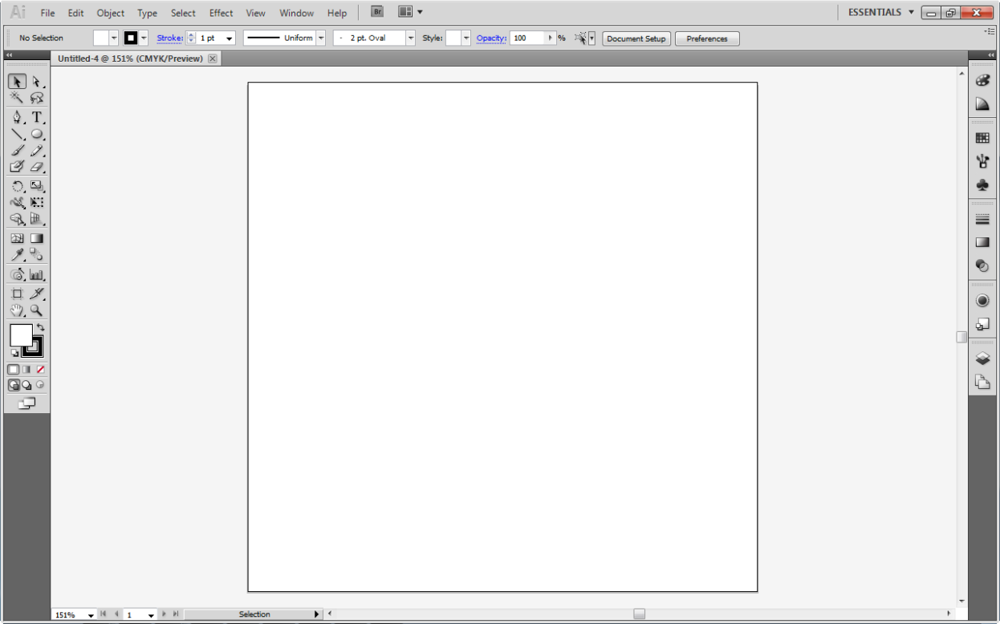 Ai File Edit Object Type Select Effect View Window Help Br ESSENTIALS
No Selection Stroke: 1 pt Uniform 2 pt. Oval Style: Opacity: 100 % Document Setup Preferences
Untitled-4 @ 151% (CMYK/Preview)
T
151% 1 Selection